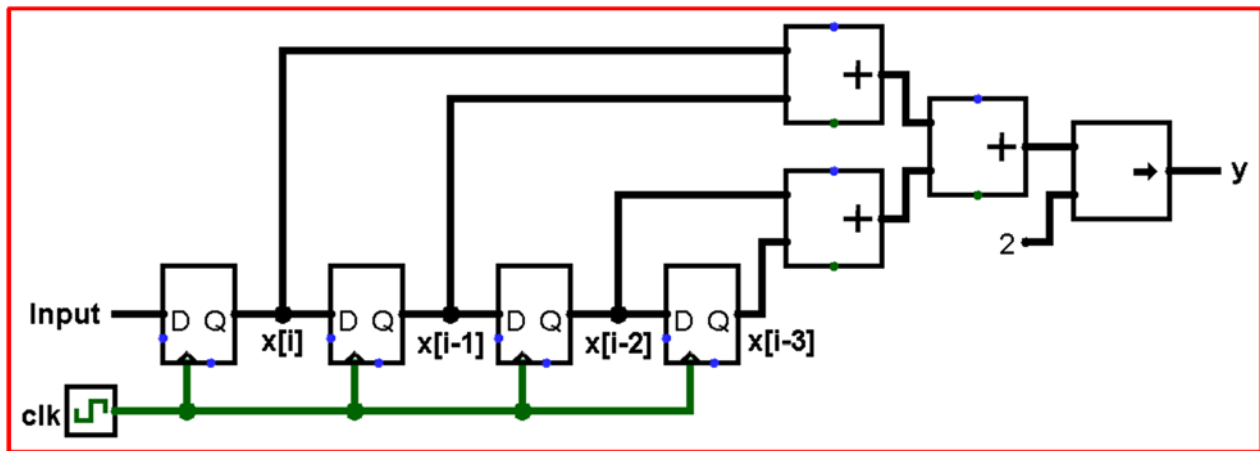 +
+
→
y
+
2
Input
D Q
D Q
D Q
D Q
x[i]
x[i-1]
x[i-2]
x[i-3]
clk